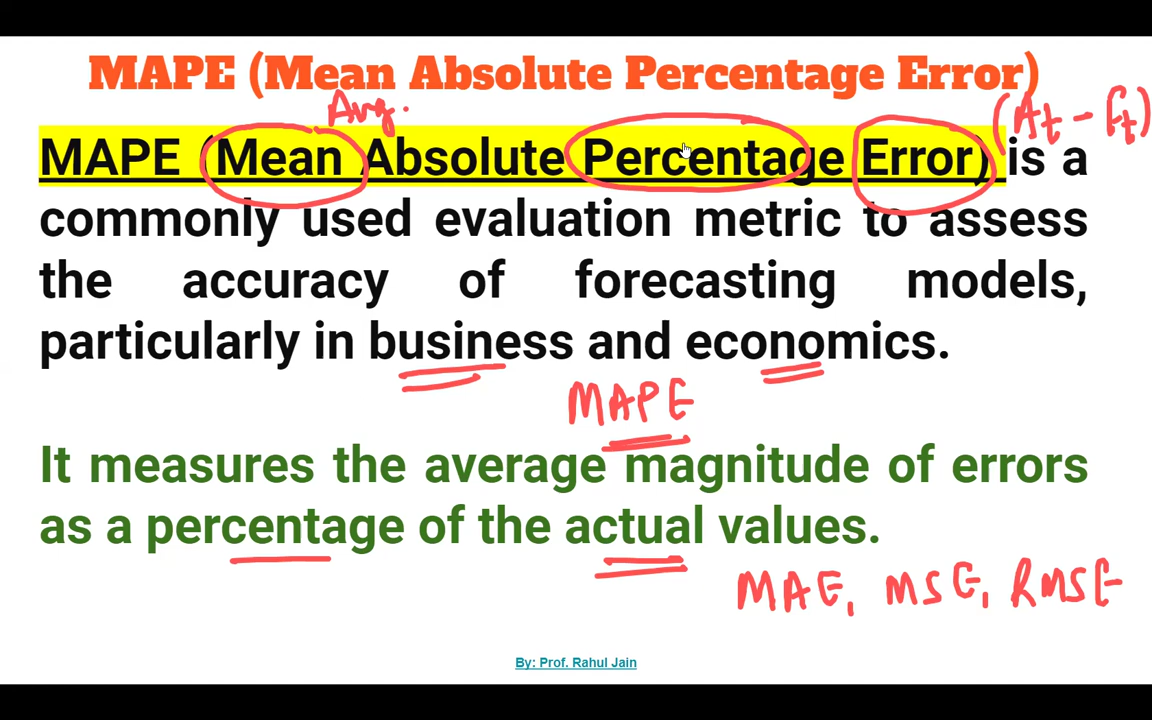 MAPE (Mean Absolute Percentage Error)
Avg.
(At - Ft)
MAPE (Mean Absolute Percentage Error) is a
commonly used evaluation metric to assess
the accuracy of forecasting models,
particularly in business and economics.
MAPE
It measures the average magnitude of errors
as a percentage of the actual values.
MAE, MSE, RMSE
By: Prof. Rahul Jain